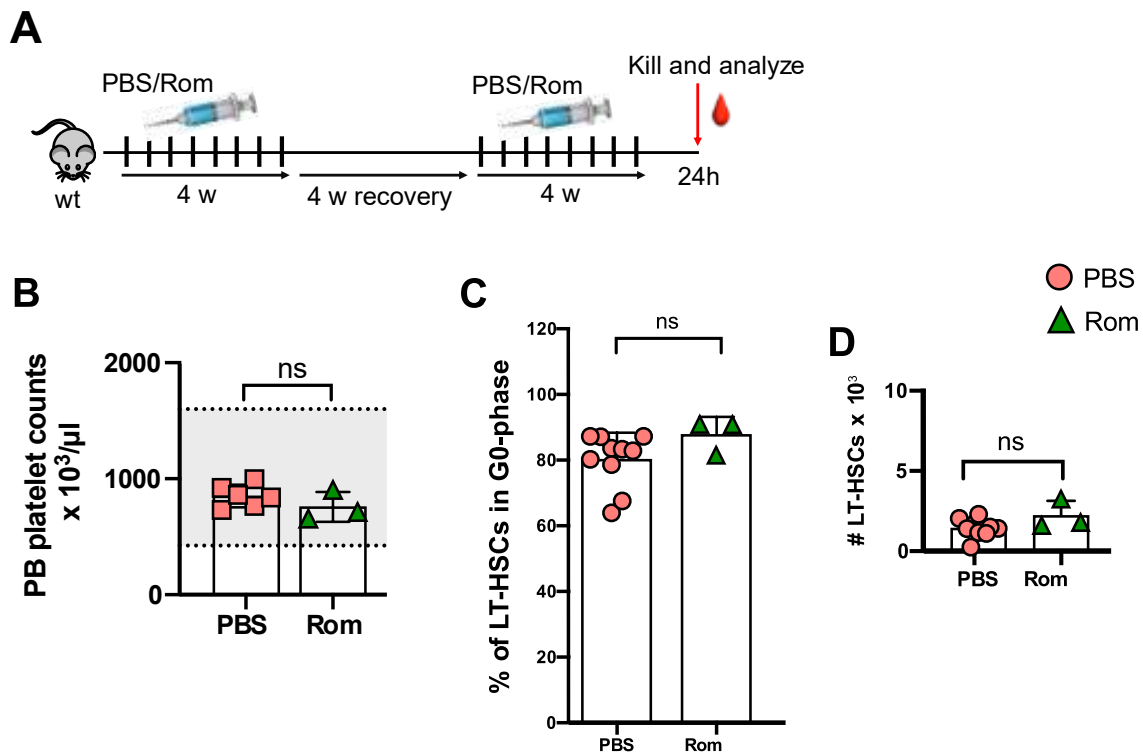 A
PBS/Rom
PBS/Rom
Kill and analyze
wt
4 w
4 w recovery
4 w
24h
B
PB platelet counts
x 10³/µl
2000
1000
0
ns
PBS
Rom
C
% of LT-HSCs in G0-phase
120
100
80
60
40
20
0
ns
PBS
Rom
PBS
Rom
D
# LT-HSCs x 10³
10
5
0
ns
PBS
Rom